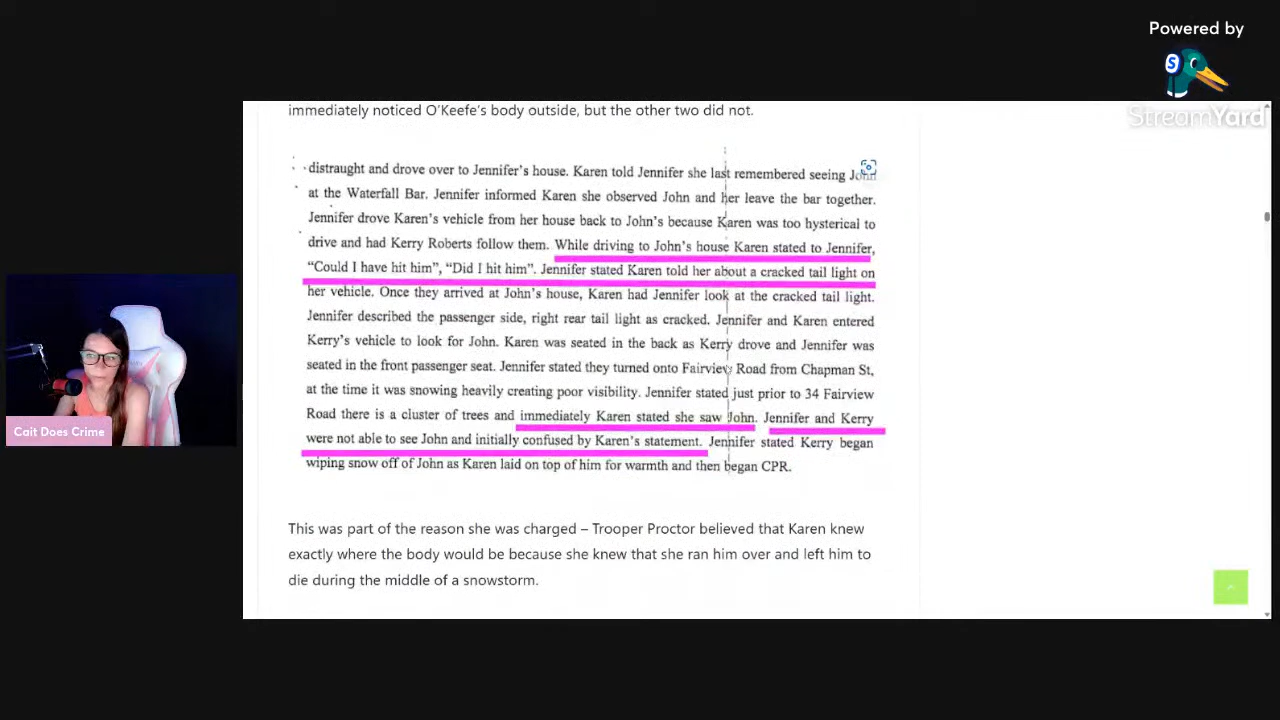 Powered by
S
StreamYard
immediately noticed O'Keefe's body outside, but the other two did not.
distraught and drove over to Jennifer's house. Karen told Jennifer she last remembered seeing John
at the Waterfall Bar. Jennifer informed Karen she observed John and her leave the bar together.
Jennifer drove Karen's vehicle from her house back to John's because Karen was too hysterical to
drive and had Kerry Roberts follow them. While driving to John's house Karen stated to Jennifer,
“Could I have hit him”, “Did I hit him”. Jennifer stated Karen told her about a cracked tail light on
her vehicle. Once they arrived at John's house, Karen had Jennifer look at the cracked tail light.
Jennifer described the passenger side, right rear tail light as cracked. Jennifer and Karen entered
Kerry's vehicle to look for John. Karen was seated in the back as Kerry drove and Jennifer was
seated in the front passenger seat. Jennifer stated they turned onto Fairview Road from Chapman St,
at the time it was snowing heavily creating poor visibility. Jennifer stated just prior to 34 Fairview
Road there is a cluster of trees and immediately Karen stated she saw John. Jennifer and Kerry
were not able to see John and initially confused by Karen's statement. Jennifer stated Kerry began
wiping snow off of John as Karen laid on top of him for warmth and then began CPR.
This was part of the reason she was charged – Trooper Proctor believed that Karen knew
exactly where the body would be because she knew that she ran him over and left him to
die during the middle of a snowstorm.
Cait Does Crime